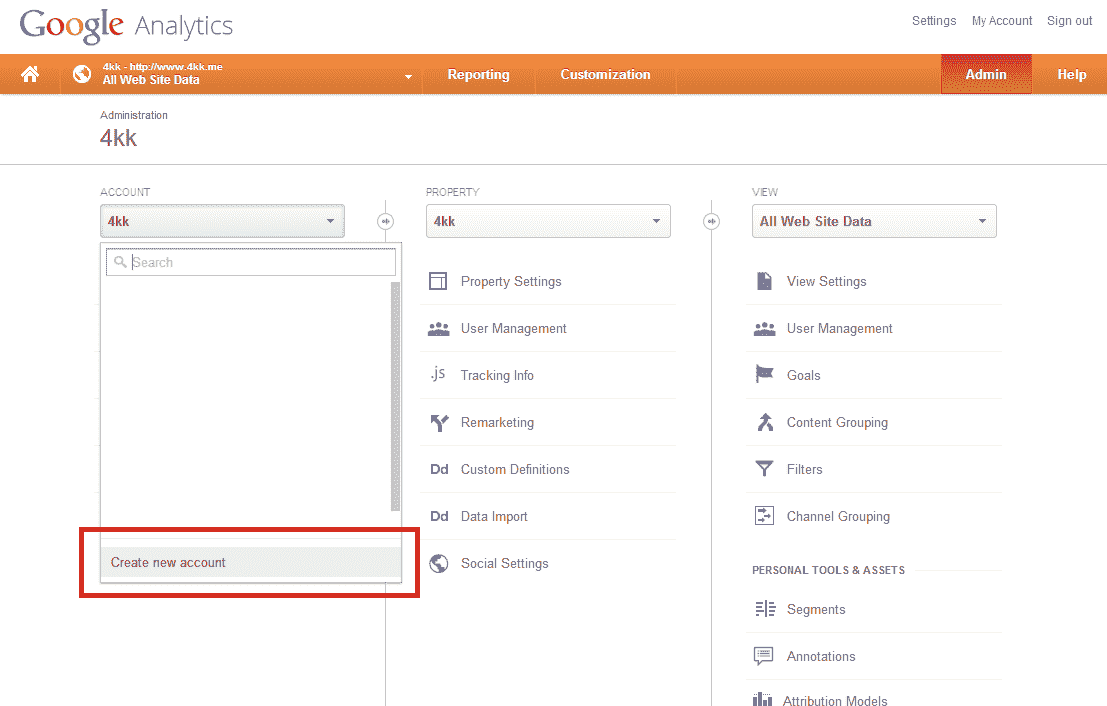 Google Analytics
Settings My Account Sign out
4kk - http://www.4kk.me
All Web Site Data
Reporting Customization Admin Help
Administration
4kk
ACCOUNT
4kk
Search
Create new account
PROPERTY
4kk
Property Settings
User Management
.js Tracking Info
Remarketing
Dd Custom Definitions
Dd Data Import
Social Settings
VIEW
All Web Site Data
View Settings
User Management
Goals
Content Grouping
Filters
Channel Grouping
PERSONAL TOOLS & ASSETS
Segments
Annotations
Attribution Models